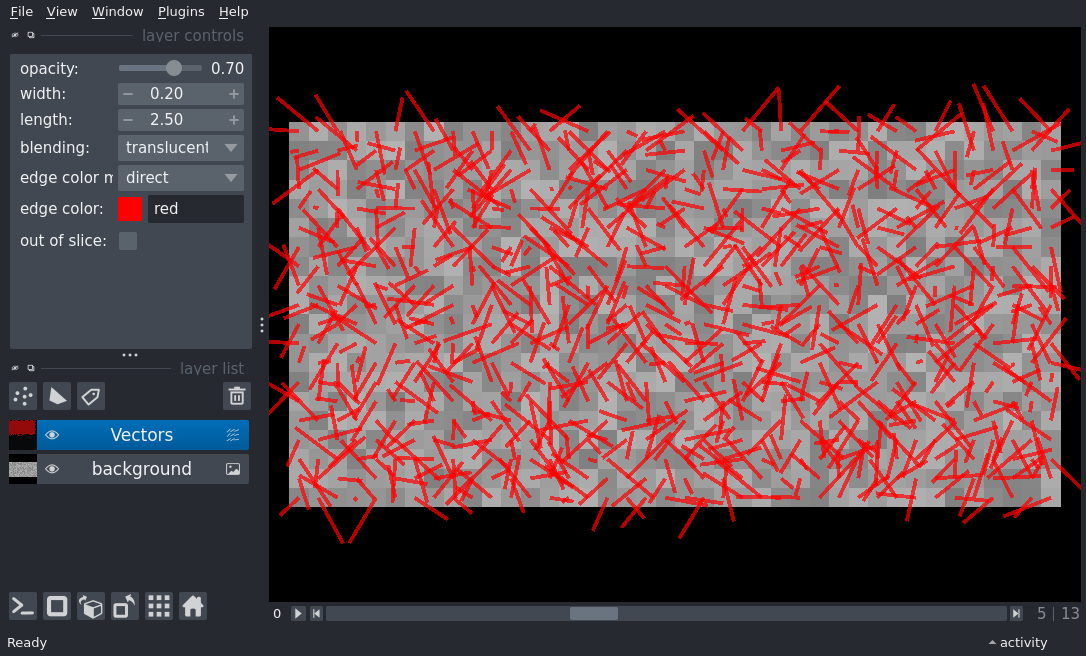 File View Window Plugins Help
layer controls
opacity: 0.70
width: 0.20
length: 2.50
blending: translucent
edge color m direct
edge color: red
out of slice:
layer list
Vectors
background
0 5 | 13
Ready activity